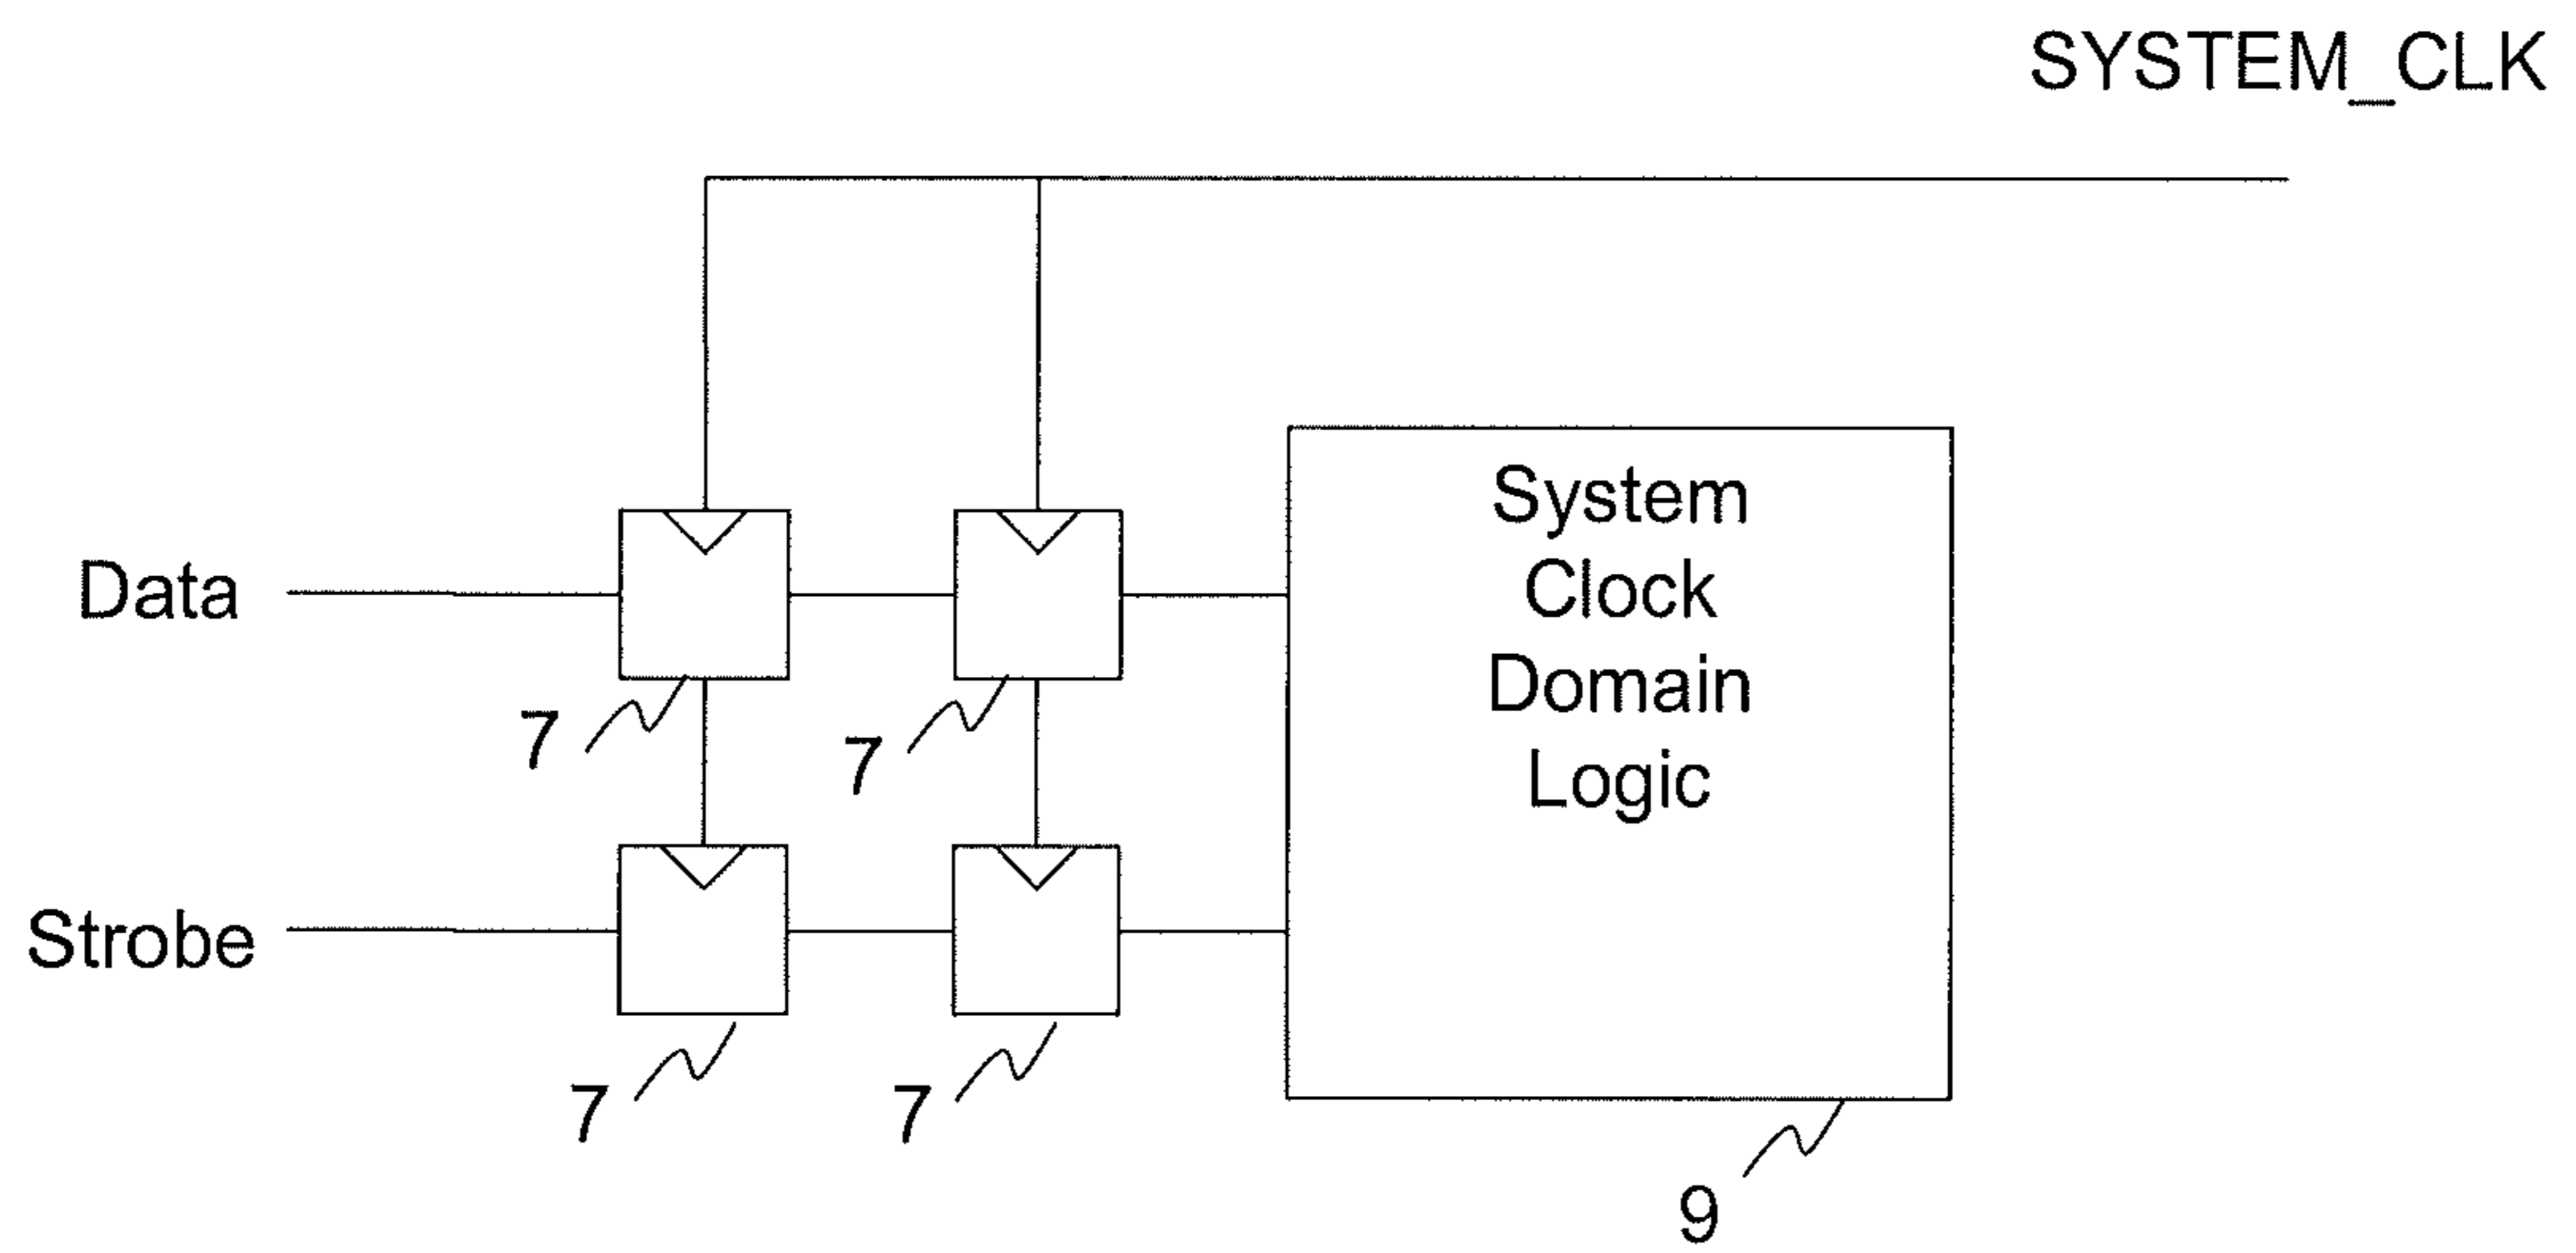 SYSTEM_CLK
System
Clock
Domain
Logic
Data
7
7
Strobe
7
7
9